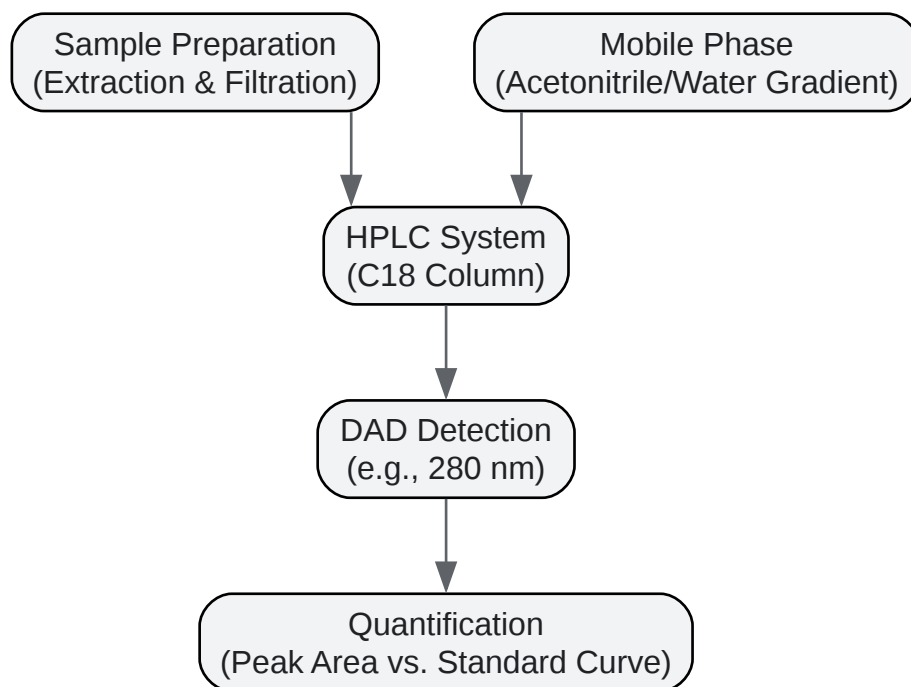 Sample Preparation
(Extraction & Filtration)
Mobile Phase
(Acetonitrile/Water Gradient)
HPLC System
(C18 Column)
DAD Detection
(e.g., 280 nm)
Quantification
(Peak Area vs. Standard Curve)